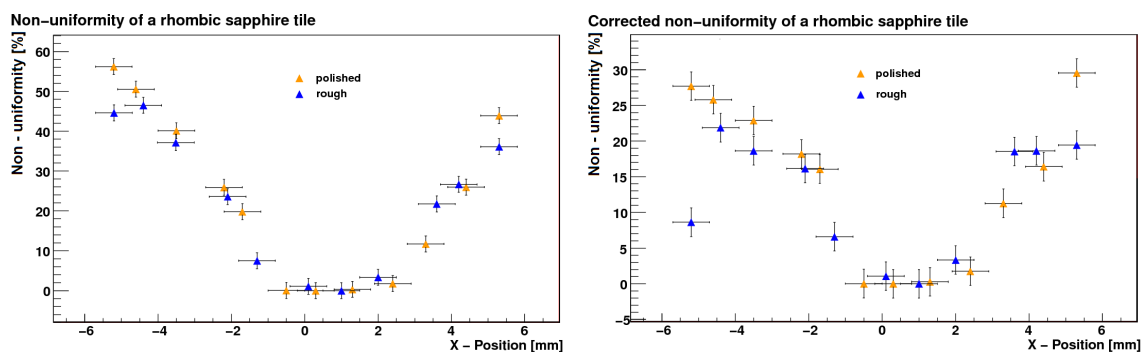 Non−uniformity of a rhombic sapphire tile
Non - uniformity [%]
60
50
40
30
20
10
0
polished
rough
−6
−4
−2
0
2
4
6
X − Position [mm]
Corrected non−uniformity of a rhombic sapphire tile
Non - uniformity [%]
30
25
20
15
10
5
0
−5
polished
rough
−6
−4
−2
0
2
4
6
X − Position [mm]